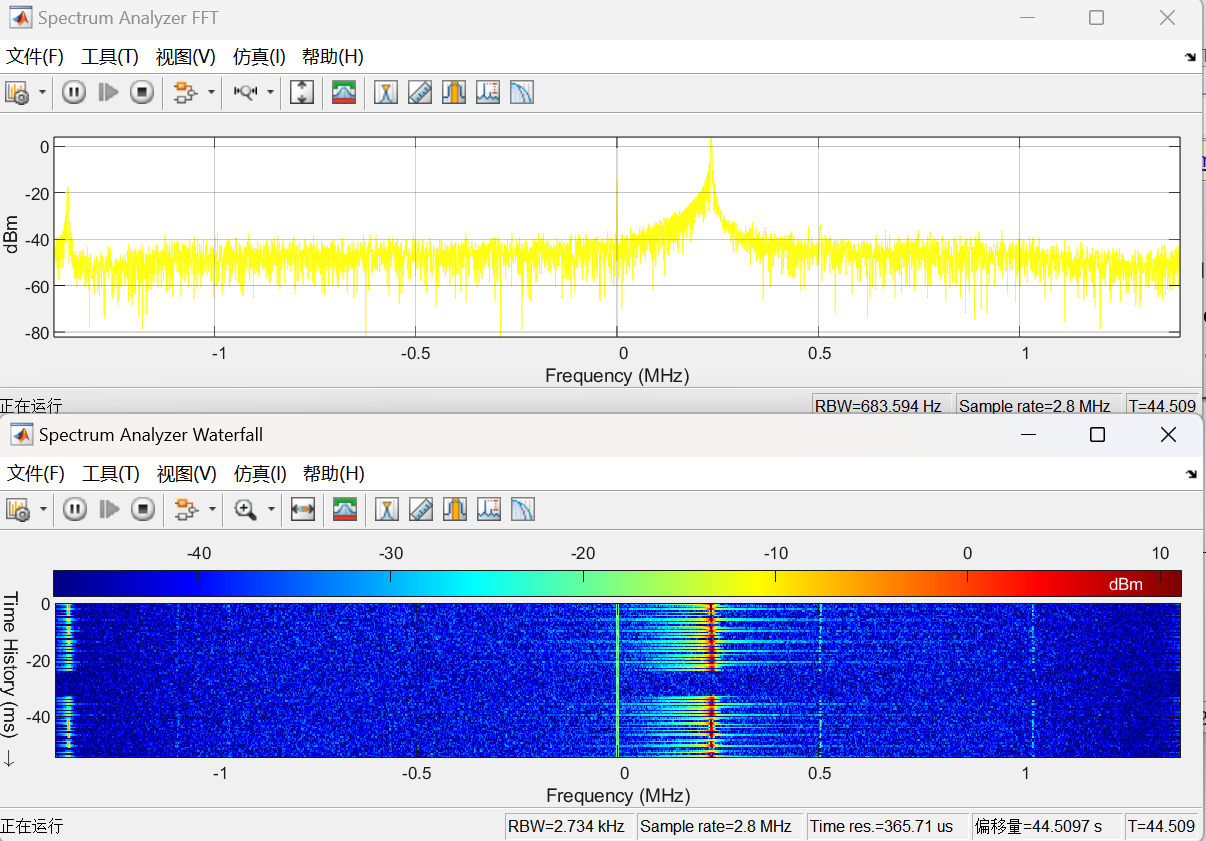 Spectrum Analyzer FFT
文件(F) 工具(T) 视图(V) 仿真(I) 帮助(H)
0
-20
-40
-60
-80
dBm
-1 -0.5 0 0.5 1
Frequency (MHz)
正在运行 RBW=683.594 Hz Sample rate=2.8 MHz T=44.509
Spectrum Analyzer Waterfall
文件(F) 工具(T) 视图(V) 仿真(I) 帮助(H)
-40 -30 -20 -10 0 10
dBm
Time History (ms) →
0
-20
-40
-1 -0.5 0 0.5 1
Frequency (MHz)
正在运行 RBW=2.734 kHz Sample rate=2.8 MHz Time res.=365.71 us 偏移量=44.5097 s T=44.509